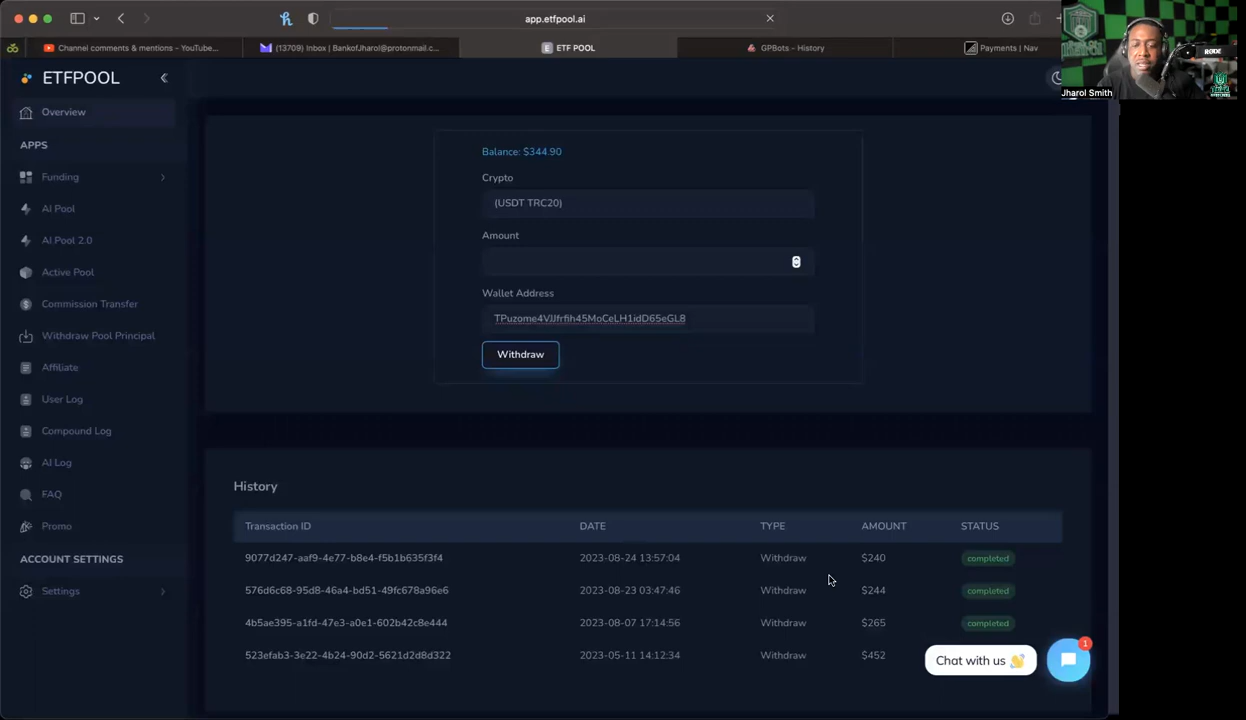 app.etfpool.ai
Channel comments & mentions - YouTube...
(13709) Inbox | BankofJharol@protonmail.c...
E
ETF POOL
GPBots - History
Payments | Nav
RODE
Jharol Smith
ETFPOOL
Overview
APPS
Funding
AI Pool
AI Pool 2.0
Active Pool
Commission Transfer
Withdraw Pool Principal
Affiliate
User Log
Compound Log
AI Log
FAQ
Promo
ACCOUNT SETTINGS
Settings
Balance: $344.90
Crypto
(USDT TRC20)
Amount
Wallet Address
TPuzome4VJJfrfih45MoCeLH1idD65eGL8
Withdraw
History
Transaction ID DATE TYPE AMOUNT STATUS
9077d247-aaf9-4e77-b8e4-f5b1b635f3f4 2023-08-24 13:57:04 Withdraw $240 completed
576d6c68-95d8-46a4-bd51-49fc678a96e6 2023-08-23 03:47:46 Withdraw $244 completed
4b5ae395-a1fd-47e3-a0e1-602b42c8e444 2023-08-07 17:14:56 Withdraw $265 completed
523efab3-3e22-4b24-90d2-5621d2d8d322 2023-05-11 14:12:34 Withdraw $452
Chat with us 👋
1